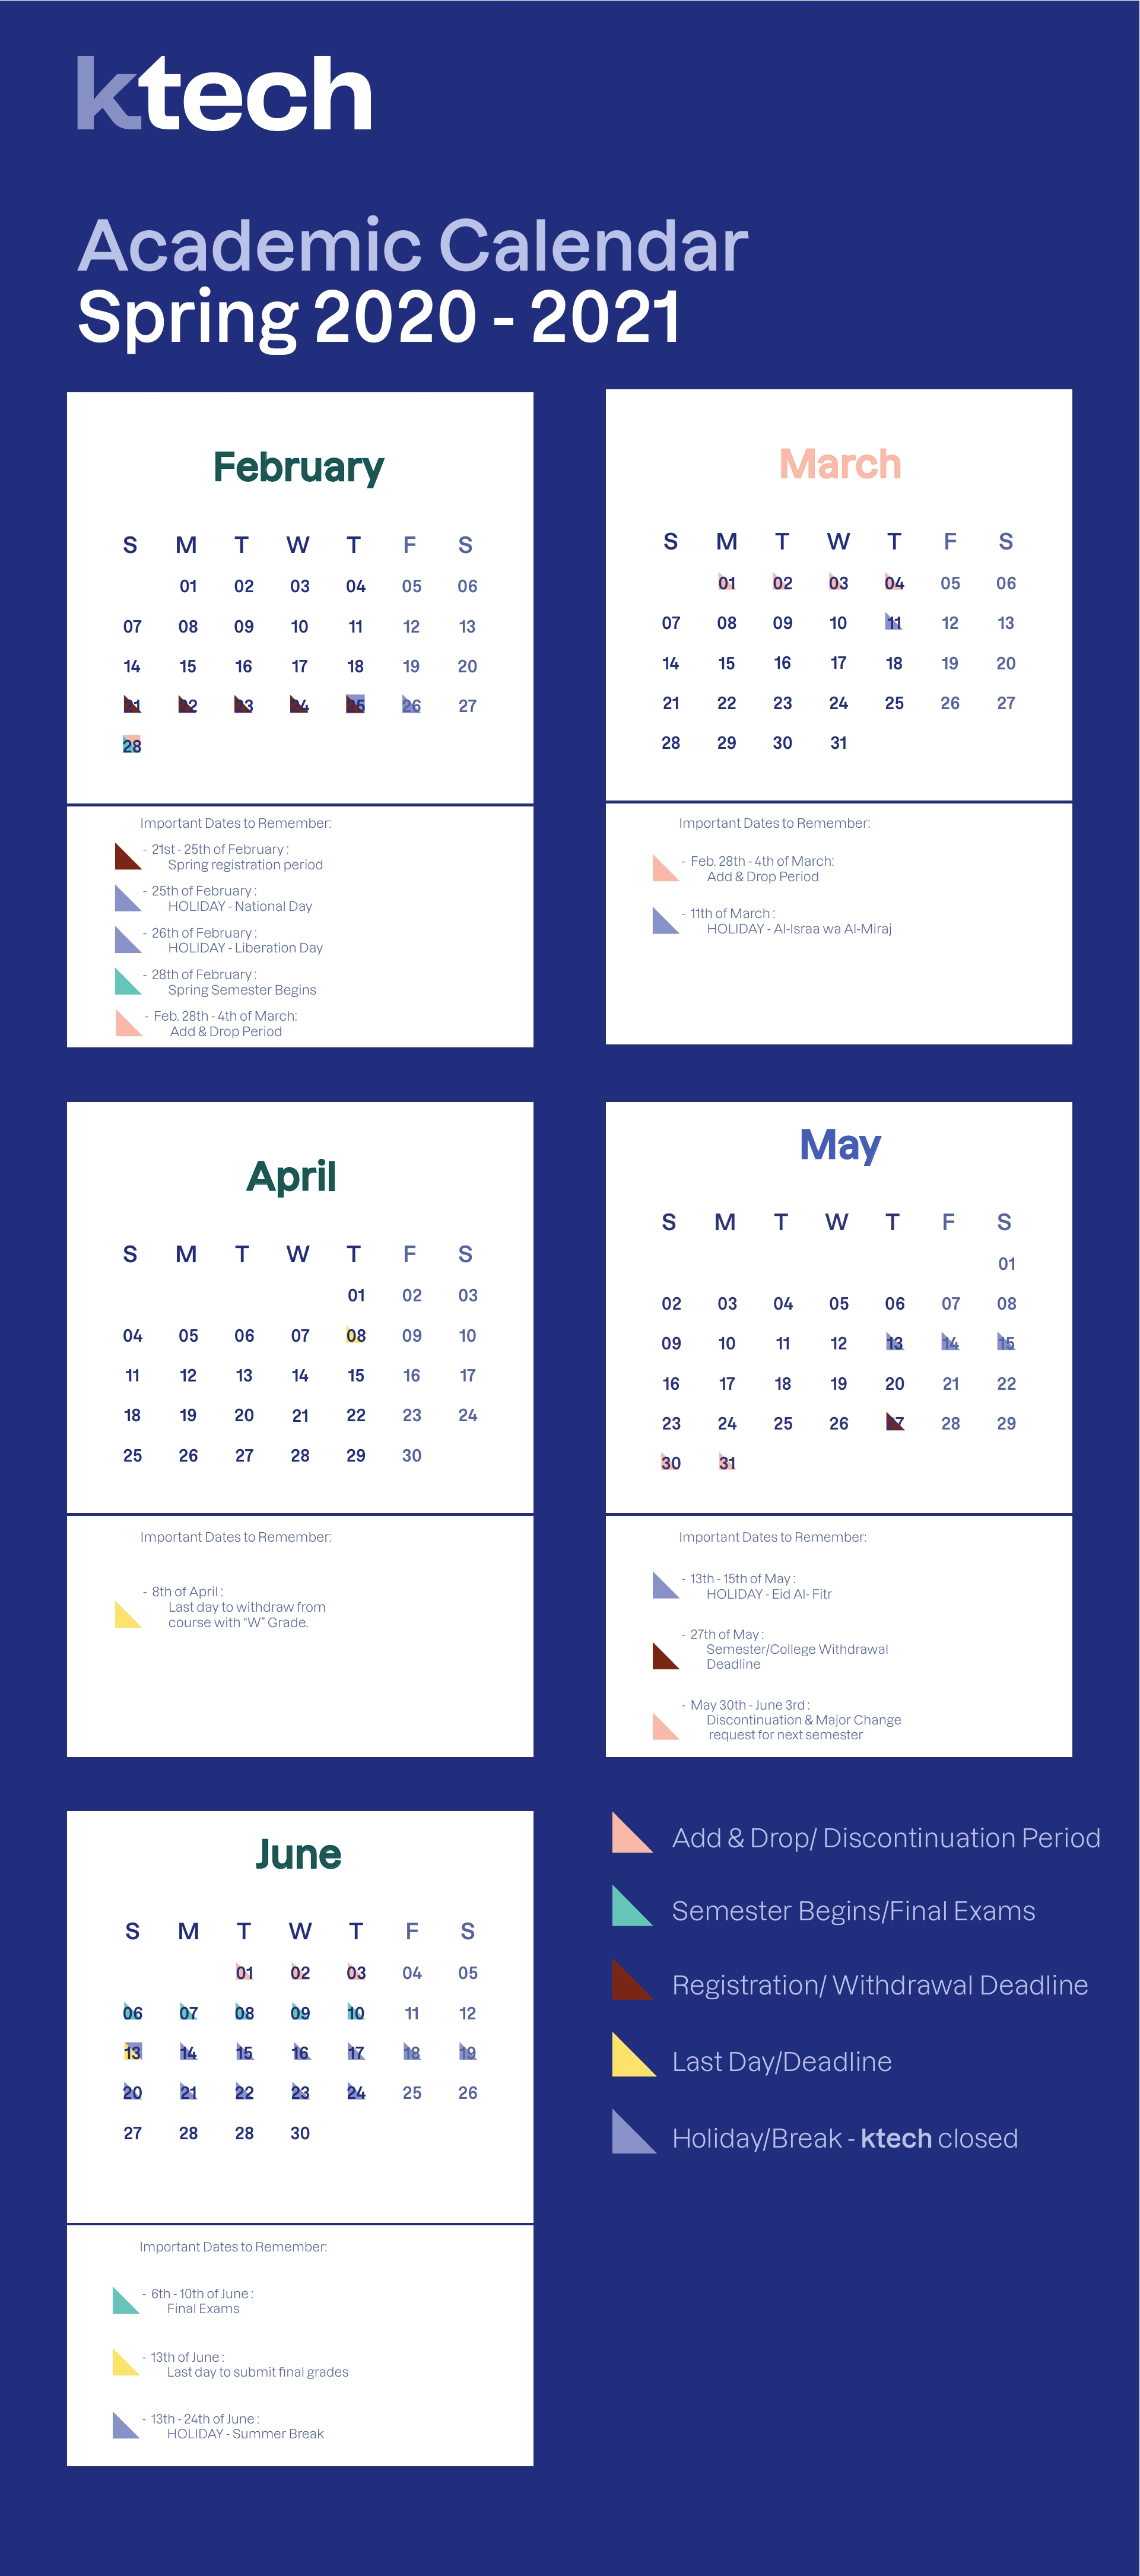 ktech
Academic Calendar
Spring 2020 - 2021
February
S M T W T F S
01 02 03 04 05 06
07 08 09 10 11 12 13
14 15 16 17 18 19 20
21 22 23 24 25 26 27
28
Important Dates to Remember:
- 21st - 25th of February :
Spring registration period
- 25th of February :
HOLIDAY - National Day
- 26th of February :
HOLIDAY - Liberation Day
- 28th of February :
Spring Semester Begins
- Feb. 28th - 4th of March:
Add & Drop Period
March
S M T W T F S
01 02 03 04 05 06
07 08 09 10 11 12 13
14 15 16 17 18 19 20
21 22 23 24 25 26 27
28 29 30 31
Important Dates to Remember:
- Feb. 28th - 4th of March:
Add & Drop Period
- 11th of March :
HOLIDAY - Al-Israa wa Al-Miraj
April
S M T W T F S
01 02 03
04 05 06 07 08 09 10
11 12 13 14 15 16 17
18 19 20 21 22 23 24
25 26 27 28 29 30
Important Dates to Remember:
- 8th of April :
Last day to withdraw from
course with “W” Grade.
May
S M T W T F S
01
02 03 04 05 06 07 08
09 10 11 12 13 14 15
16 17 18 19 20 21 22
23 24 25 26 27 28 29
30 31
Important Dates to Remember:
- 13th - 15th of May :
HOLIDAY - Eid Al- Fitr
- 27th of May :
Semester/College Withdrawal
Deadline
- May 30th - June 3rd :
Discontinuation & Major Change
request for next semester
June
S M T W T F S
01 02 03 04 05
06 07 08 09 10 11 12
13 14 15 16 17 18 19
20 21 22 23 24 25 26
27 28 28 30
Important Dates to Remember:
- 6th - 10th of June :
Final Exams
- 13th of June :
Last day to submit final grades
- 13th - 24th of June :
HOLIDAY - Summer Break
Add & Drop/ Discontinuation Period
Semester Begins/Final Exams
Registration/ Withdrawal Deadline
Last Day/Deadline
Holiday/Break - ktech closed